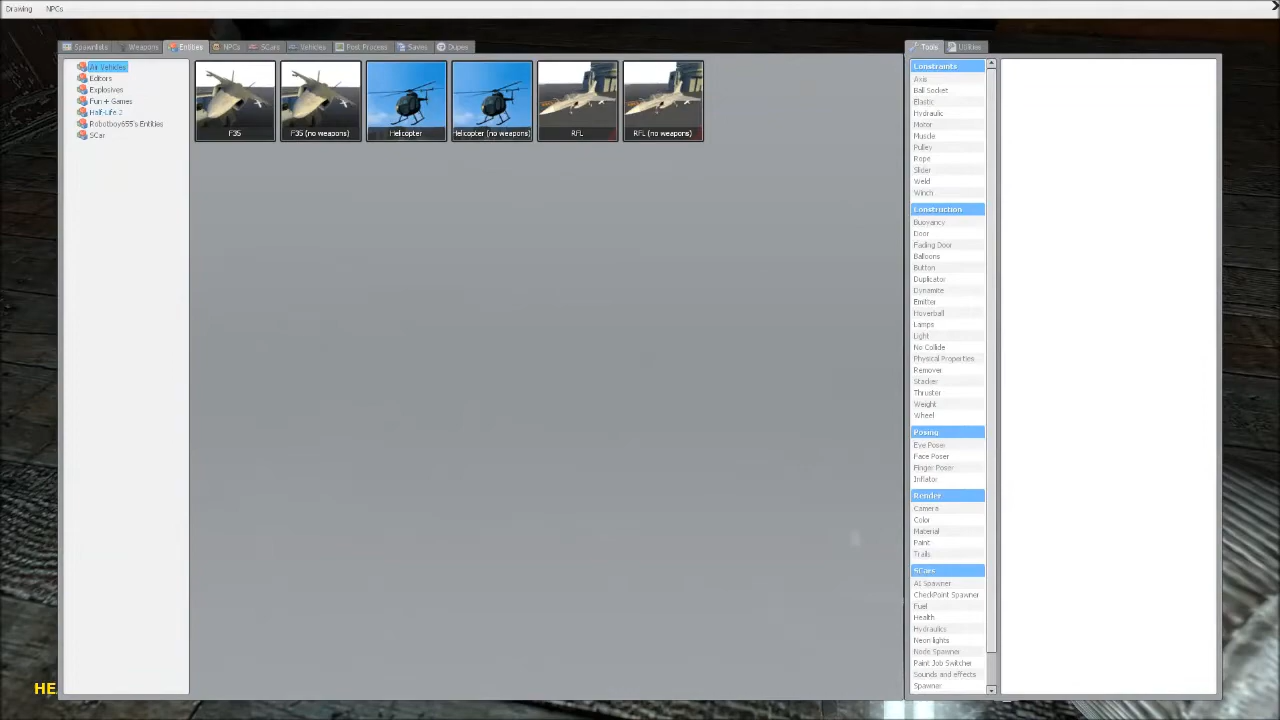 Drawing NPCs
Spawnlists Weapons Entities NPCs SCars Vehicles Post Process Saves Dupes
Air Vehicles
Editors
Explosives
Fun + Games
Half-Life 2
Robotboy655's Entities
SCar
F35
F35 (no weapons)
Helicopter
Helicopter (no weapons)
RFL
RFL (no weapons)
Tools Utilities
Constraints
Axis
Ball Socket
Elastic
Hydraulic
Motor
Muscle
Pulley
Rope
Slider
Weld
Winch
Construction
Buoyancy
Door
Fading Door
Balloons
Button
Duplicator
Dynamite
Emitter
Hoverball
Lamps
Light
No Collide
Physical Properties
Remover
Stacker
Thruster
Weight
Wheel
Posing
Eye Poser
Face Poser
Finger Poser
Inflator
Render
Camera
Color
Material
Paint
Trails
SCars
AI Spawner
CheckPoint Spawner
Fuel
Health
Hydraulics
Neon lights
Node Spawner
Paint Job Switcher
Sounds and effects
Spawner
HE